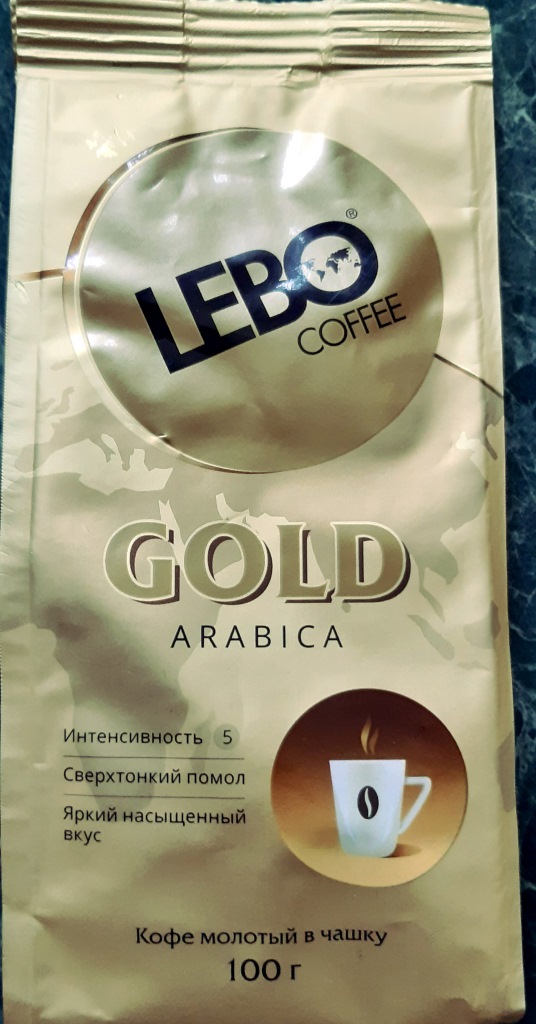 LEBO®
COFFEE
GOLD
ARABICA
Интенсивность 5
Сверхтонкий помол
Яркий насыщенный
вкус
Кофе молотый в чашку
100 г